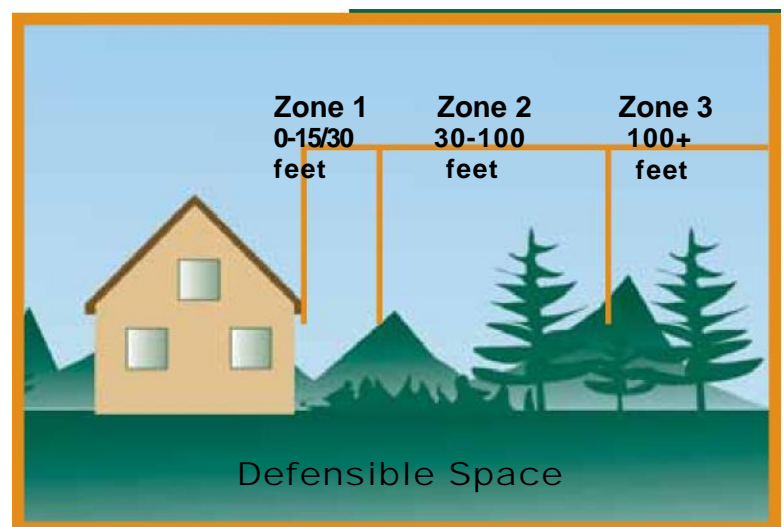 Zone 1
0-15/30
feet
Zone 2
30-100
feet
Zone 3
100+
feet
Defensible Space